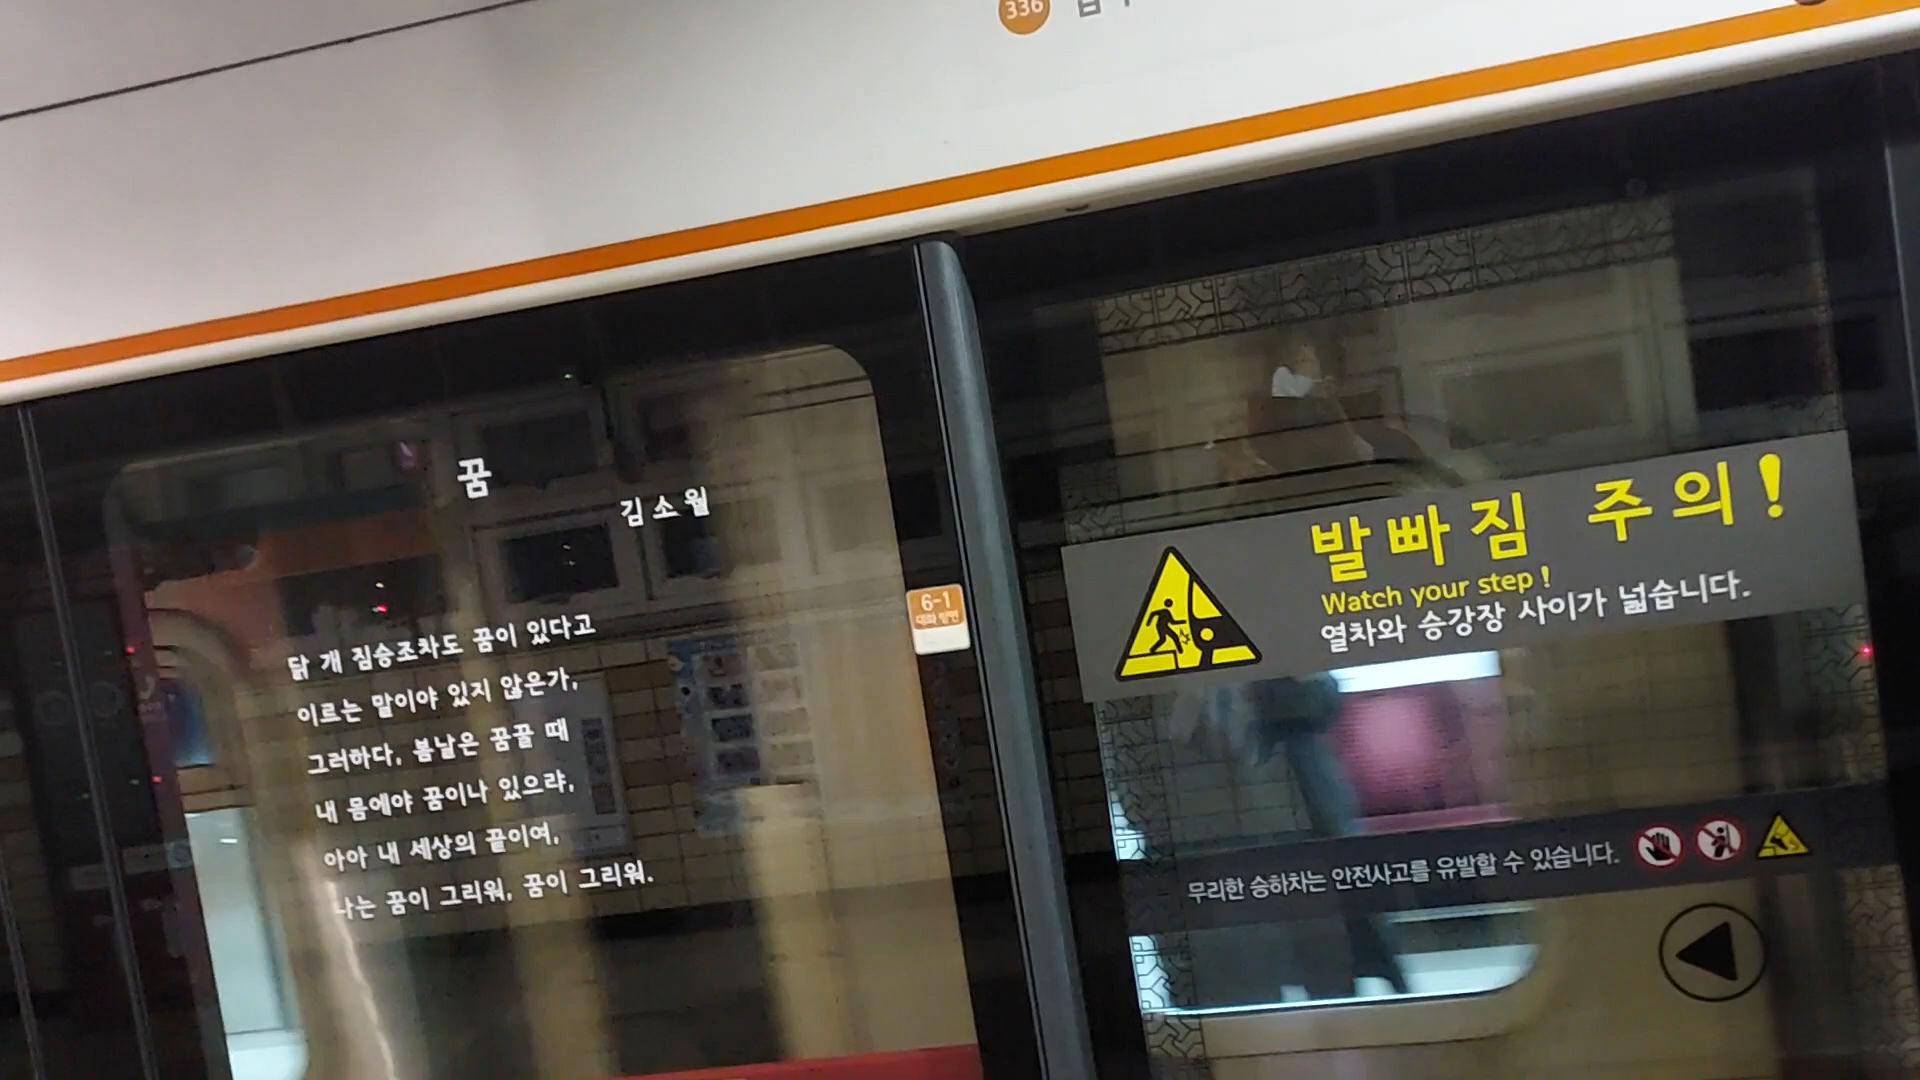 336
꿈
김소월
닭 개 짐승조차도 꿈이 있다고
이르는 말이야 있지 않은가,
그러하다, 봄날은 꿈꿀 때
내 몸에야 꿈이나 있으랴,
아아 내 세상의 끝이여,
나는 꿈이 그리워, 꿈이 그리워.
6-1
대화 방면
발빠짐 주의!
Watch your step!
열차와 승강장 사이가 넓습니다.
무리한 승하차는 안전사고를 유발할 수 있습니다.